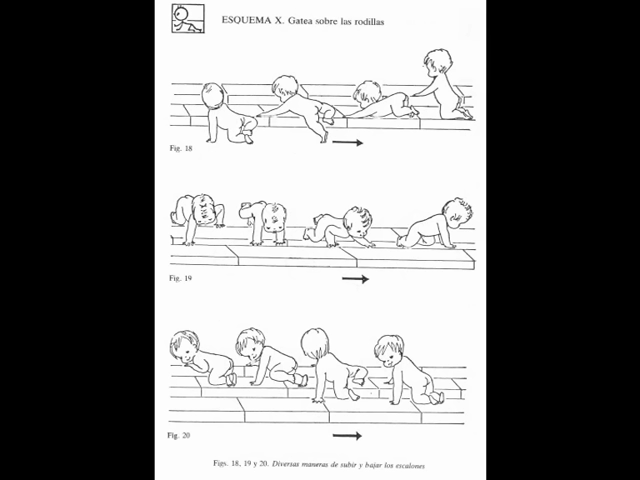 ESQUEMA X. Gatea sobre las rodillas
Fig. 18
Fig. 19
Fig. 20
Figs. 18, 19 y 20. Diversas maneras de subir y bajar los escalones